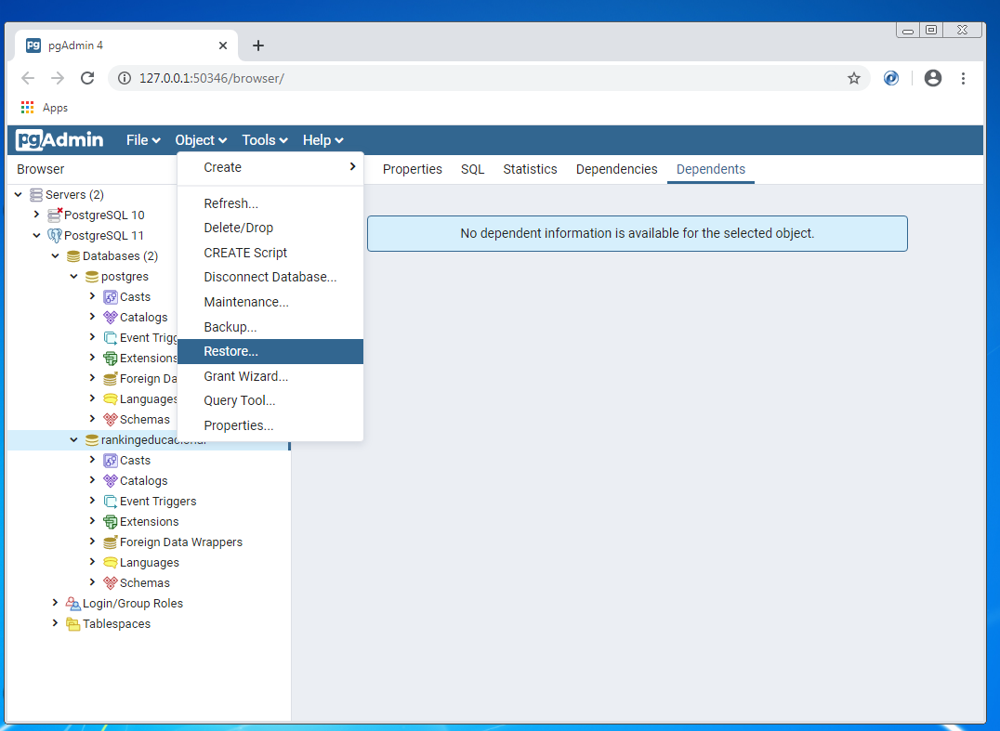 pgAdmin 4
127.0.0.1:50346/browser/
Apps
pgAdmin File Object Tools Help
Browser
Properties SQL Statistics Dependencies Dependents
Create
Refresh...
Delete/Drop
CREATE Script
Disconnect Database...
Maintenance...
Backup...
Restore...
Grant Wizard...
Query Tool...
Properties...
No dependent information is available for the selected object.
Servers (2)
PostgreSQL 10
PostgreSQL 11
Databases (2)
postgres
Casts
Catalogs
Event Trigg
Extensions
Foreign Da
Languages
Schemas
rankingeducacional
Casts
Catalogs
Event Triggers
Extensions
Foreign Data Wrappers
Languages
Schemas
Login/Group Roles
Tablespaces